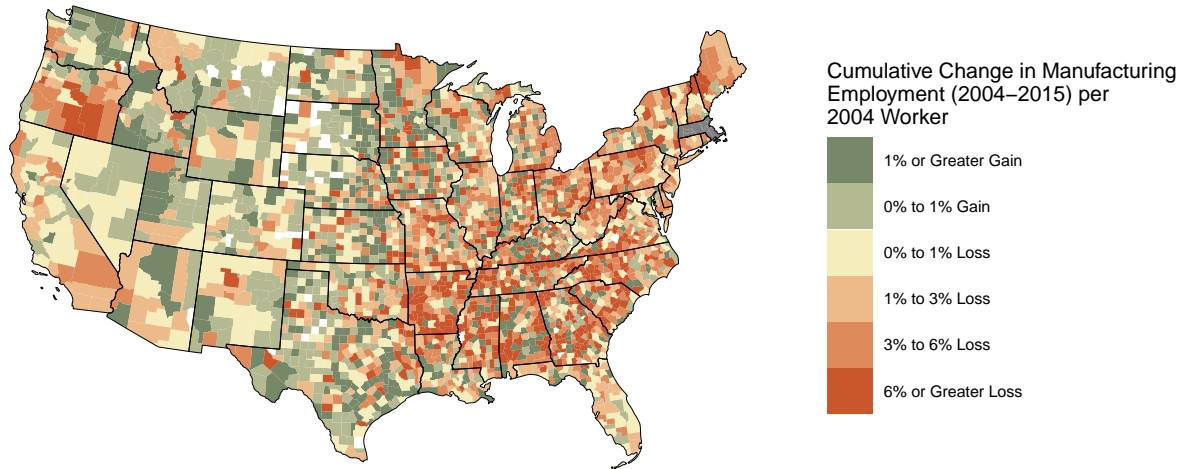 Cumulative Change in Manufacturing
Employment (2004–2015) per
2004 Worker
1% or Greater Gain
0% to 1% Gain
0% to 1% Loss
1% to 3% Loss
3% to 6% Loss
6% or Greater Loss